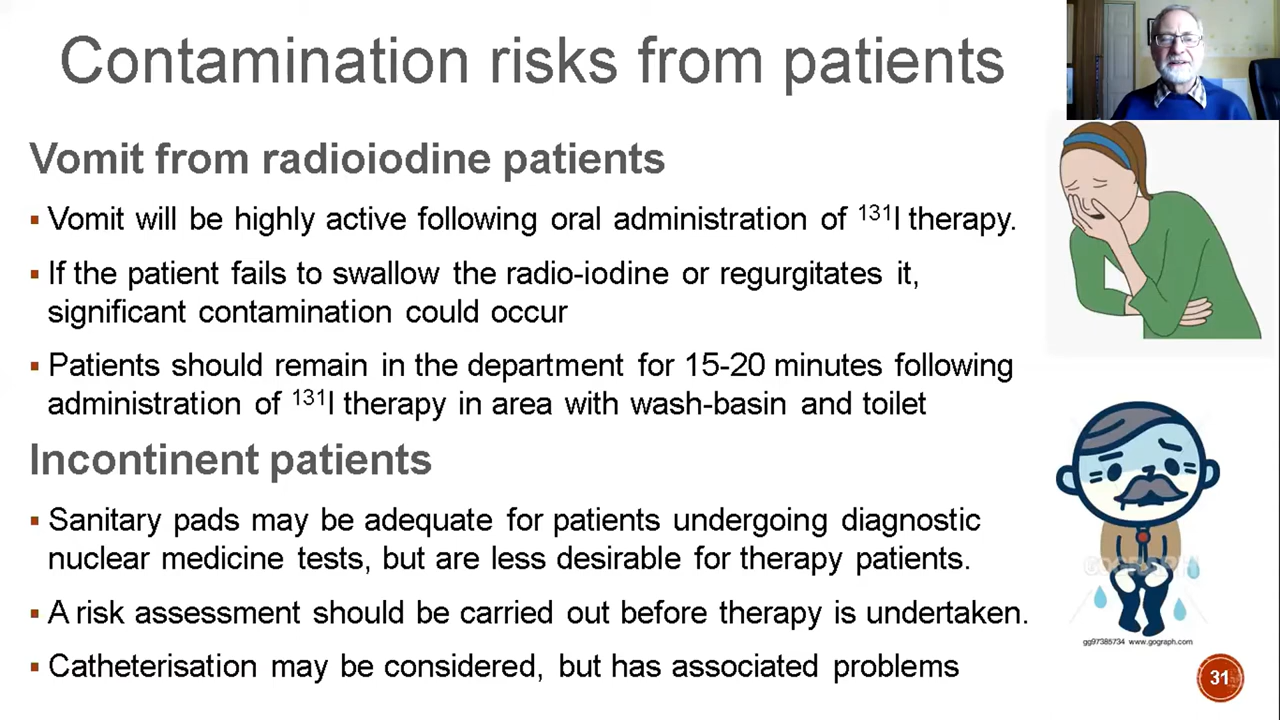 Contamination risks from patients
Vomit from radioiodine patients
▪ Vomit will be highly active following oral administration of ¹³¹I therapy.
▪ If the patient fails to swallow the radio-iodine or regurgitates it,
significant contamination could occur
▪ Patients should remain in the department for 15-20 minutes following
administration of ¹³¹I therapy in area with wash-basin and toilet
Incontinent patients
▪ Sanitary pads may be adequate for patients undergoing diagnostic
nuclear medicine tests, but are less desirable for therapy patients.
▪ A risk assessment should be carried out before therapy is undertaken.
▪ Catheterisation may be considered, but has associated problems
GOGRAPH
gg97385734 www.gograph.com
31